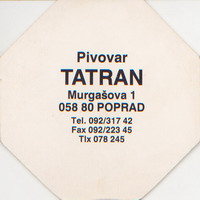 Pivovar
TATRAN
Murgašova 1
058 80 POPRAD
Tel. 092/317 42
Fax 092/223 45
Tlx 078 245